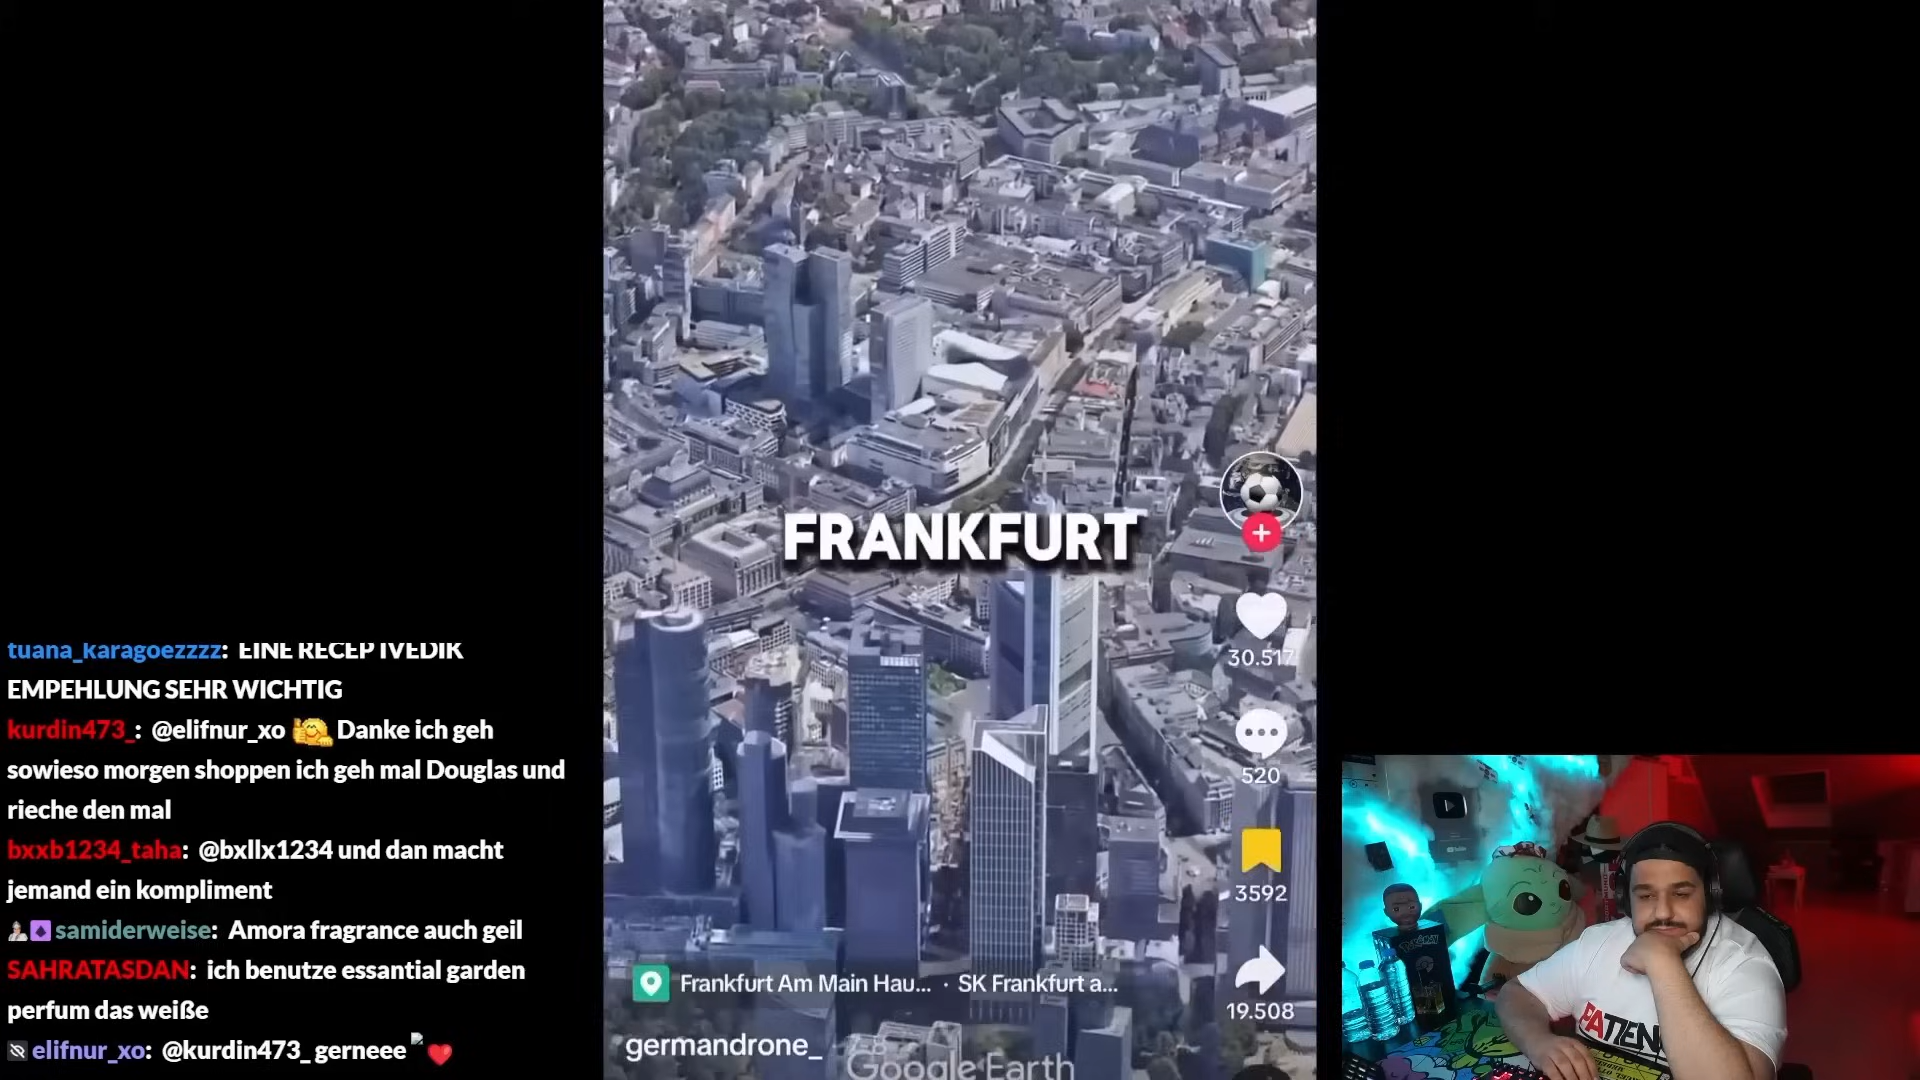 FRANKFURT
30.517
520
3592
19.508
Frankfurt Am Main Hau... · SK Frankfurt a...
germandrone_
Google Earth
tuana_karagoezzzz: EINE RECEP IVEDIK
EMPEHLUNG SEHR WICHTIG
kurdin473_: @elifnur_xo Danke ich geh
sowieso morgen shoppen ich geh mal Douglas und
rieche den mal
bxxb1234_taha: @bxllx1234 und dan macht
jemand ein kompliment
samiderweise: Amora fragrance auch geil
SAHRATASDAN: ich benutze essantial garden
perfum das weiße
elifnur_xo: @kurdin473_ gerneee
PATIEN